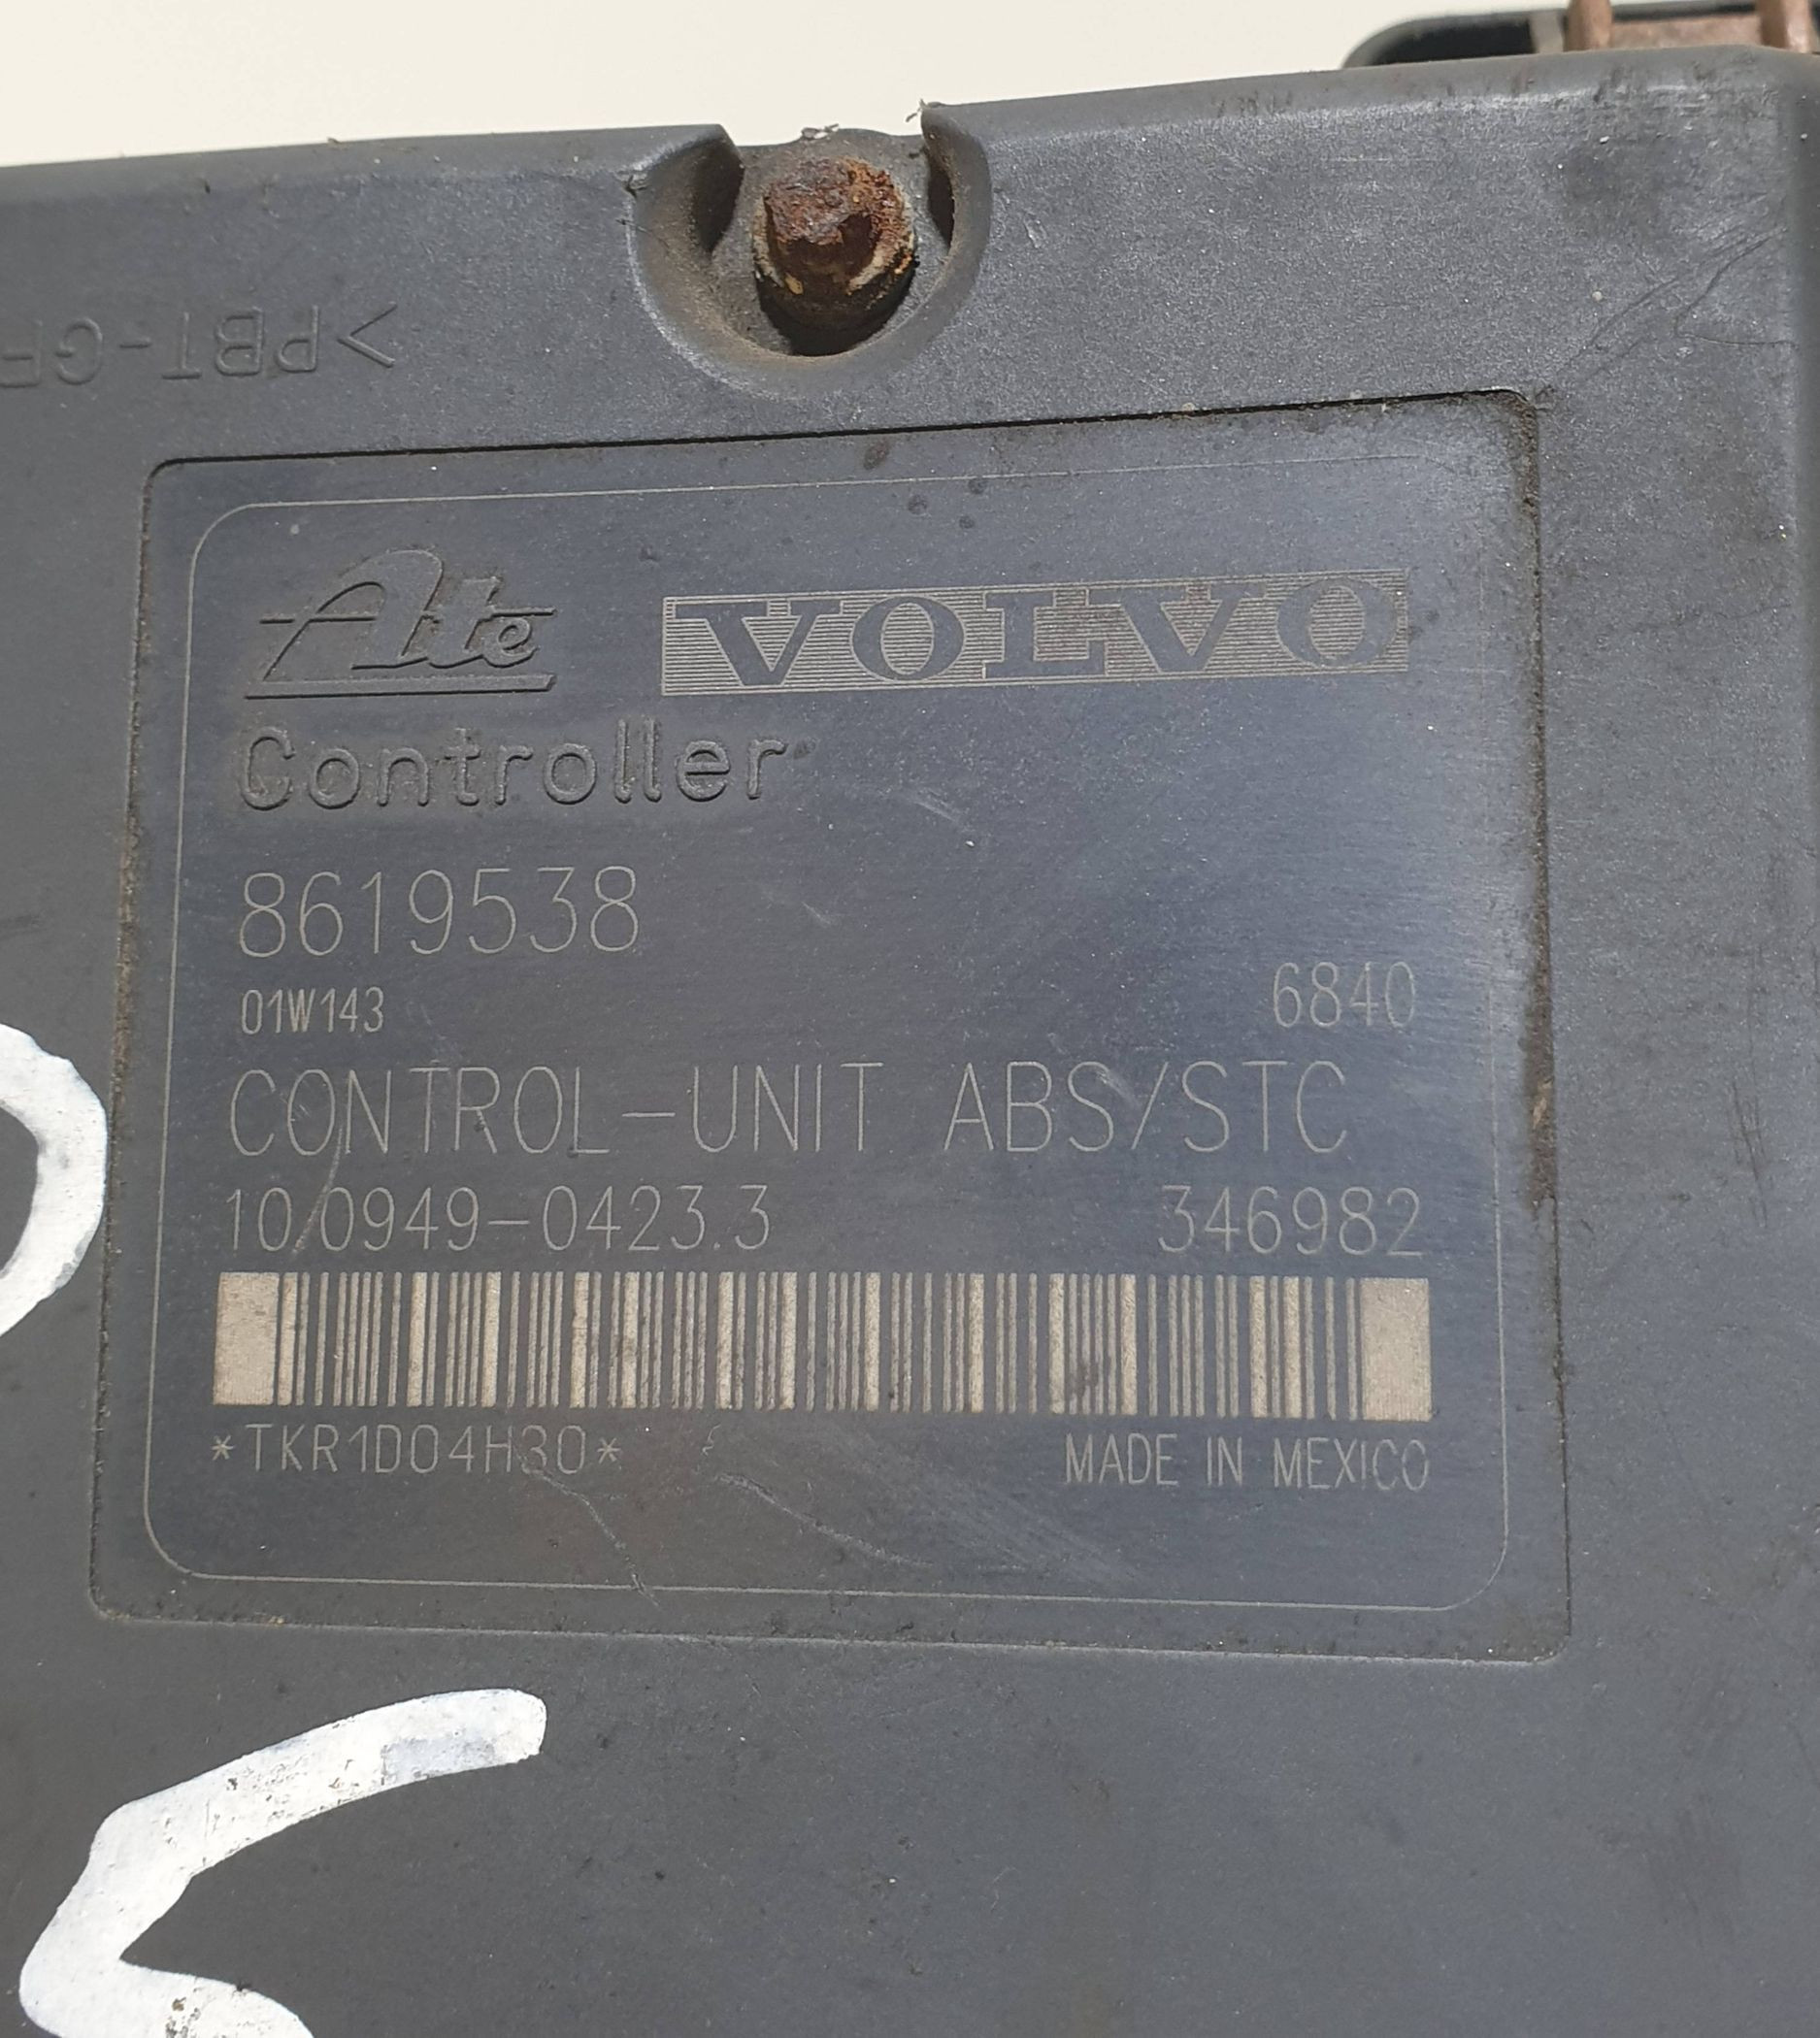 >PBT-GF
Ate VOLVO
Controller
8619538
01W143 6840
CONTROL-UNIT ABS/STC
10.0949-0423.3 346982
*TKR1D04H30* MADE IN MEXICO